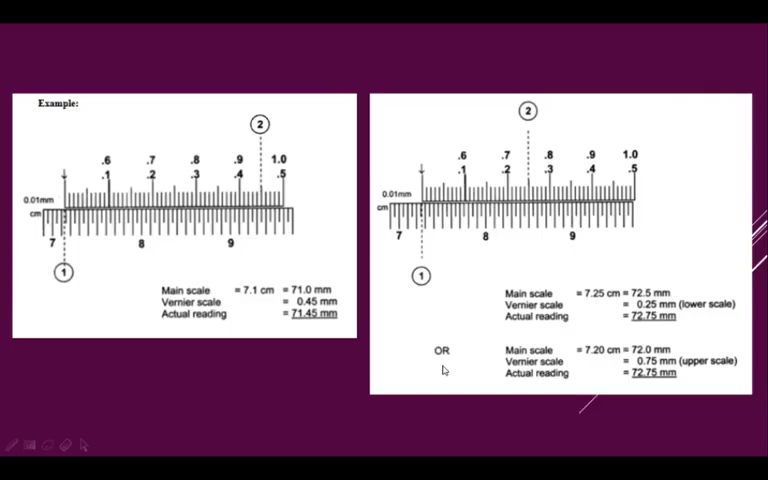 Example:
2
.6 .7 .8 .9 1.0
.1 .2 .3 .4 .5
0.01mm
cm
7 8 9
1
Main scale = 7.1 cm = 71.0 mm
Vernier scale = 0.45 mm
Actual reading = 71.45 mm
2
.6 .7 .8 .9 1.0
.1 .2 .3 .4 .5
0.01mm
cm
7 8 9
1
Main scale = 7.25 cm = 72.5 mm
Vernier scale = 0.25 mm (lower scale)
Actual reading = 72.75 mm
OR
Main scale = 7.20 cm = 72.0 mm
Vernier scale = 0.75 mm (upper scale)
Actual reading = 72.75 mm